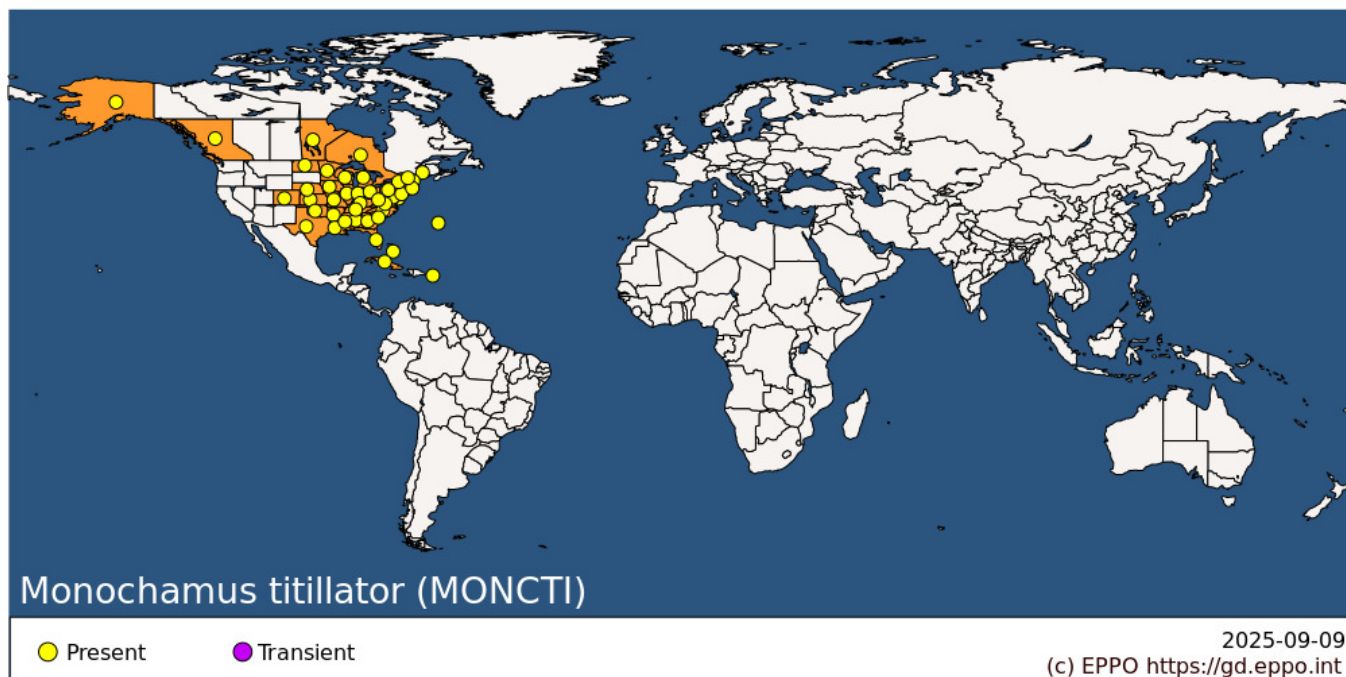 Monochamus titillator (MONCTI)
Present
Transient
2025-09-09
(c) EPPO https://gd.eppo.int